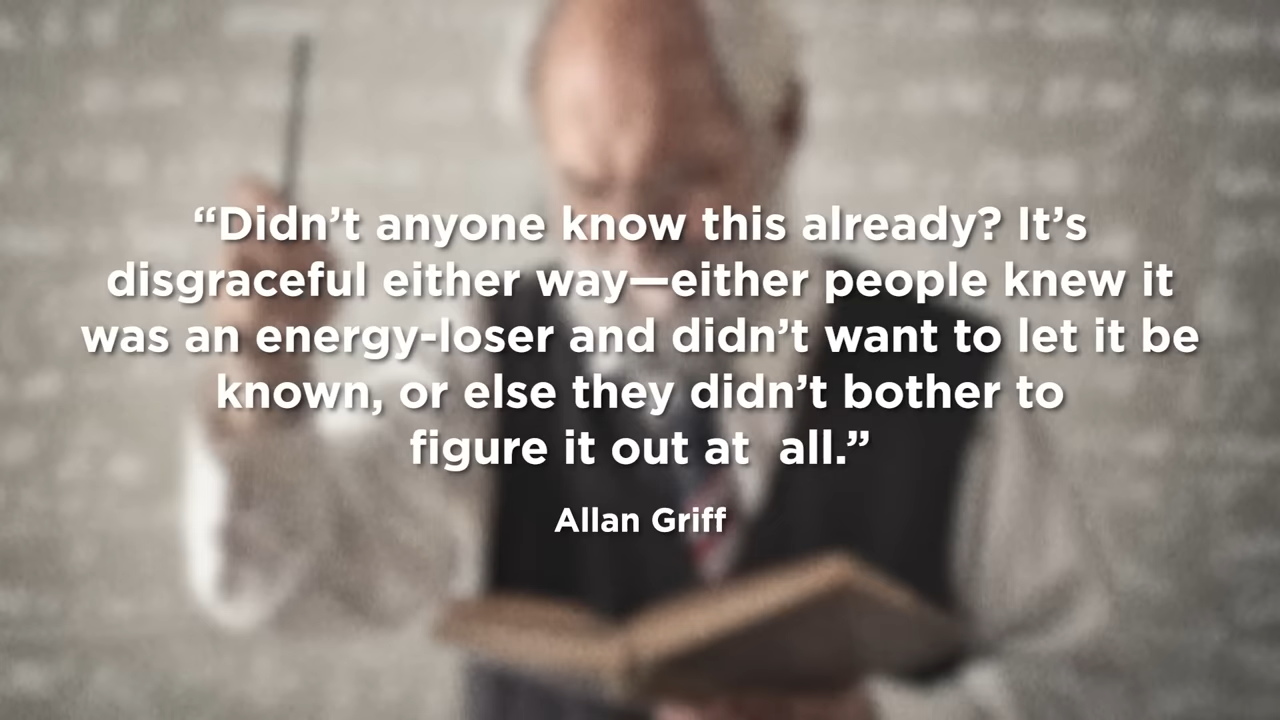 “Didn’t anyone know this already? It’s
disgraceful either way—either people knew it
was an energy-loser and didn’t want to let it be
known, or else they didn’t bother to
figure it out at  all.”
Allan Griff